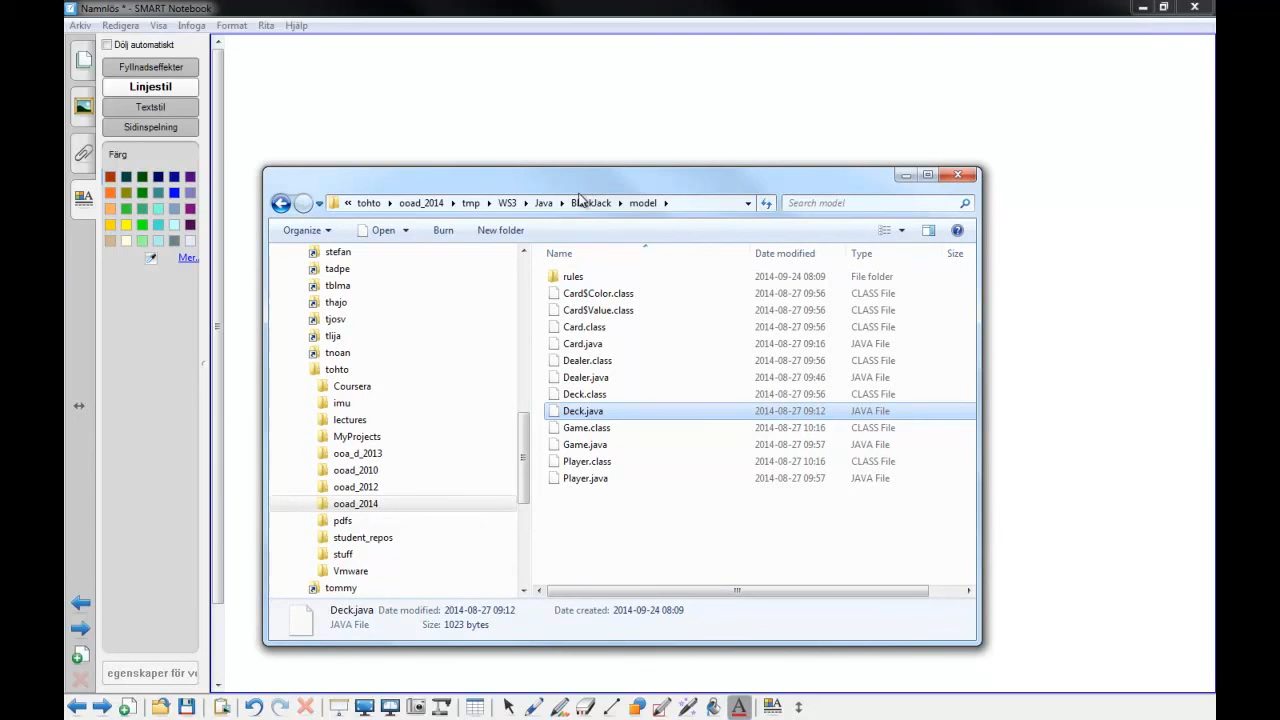 Namnlös * - SMART Notebook
Arkiv Redigera Visa Infoga Format Rita Hjälp
Dölj automatiskt
Fyllnadseffekter
Linjestil
Textstil
Sidinspelning
Färg
Mer..
egenskaper för ve
« tohto ooad_2014 tmp WS3 Java model
Search model
Organize Open Burn New folder
stefan
tadpe
tblma
thajo
tjosv
tlija
tnoan
tohto
Coursera
imu
lectures
MyProjects
ooa_d_2013
ooad_2010
ooad_2012
ooad_2014
pdfs
student_repos
stuff
Vmware
tommy
Name Date modified Type Size
rules 2014-09-24 08:09 File folder
Card$Color.class 2014-08-27 09:56 CLASS File
Card$Value.class 2014-08-27 09:56 CLASS File
Card.class 2014-08-27 09:56 CLASS File
Card.java 2014-08-27 09:16 JAVA File
Dealer.class 2014-08-27 09:56 CLASS File
Dealer.java 2014-08-27 09:46 JAVA File
Deck.class 2014-08-27 09:56 CLASS File
Deck.java 2014-08-27 09:12 JAVA File
Game.class 2014-08-27 10:16 CLASS File
Game.java 2014-08-27 09:57 JAVA File
Player.class 2014-08-27 10:16 CLASS File
Player.java 2014-08-27 09:57 JAVA File
Deck.java Date modified: 2014-08-27 09:12 Date created: 2014-09-24 08:09
JAVA File Size: 1023 bytes